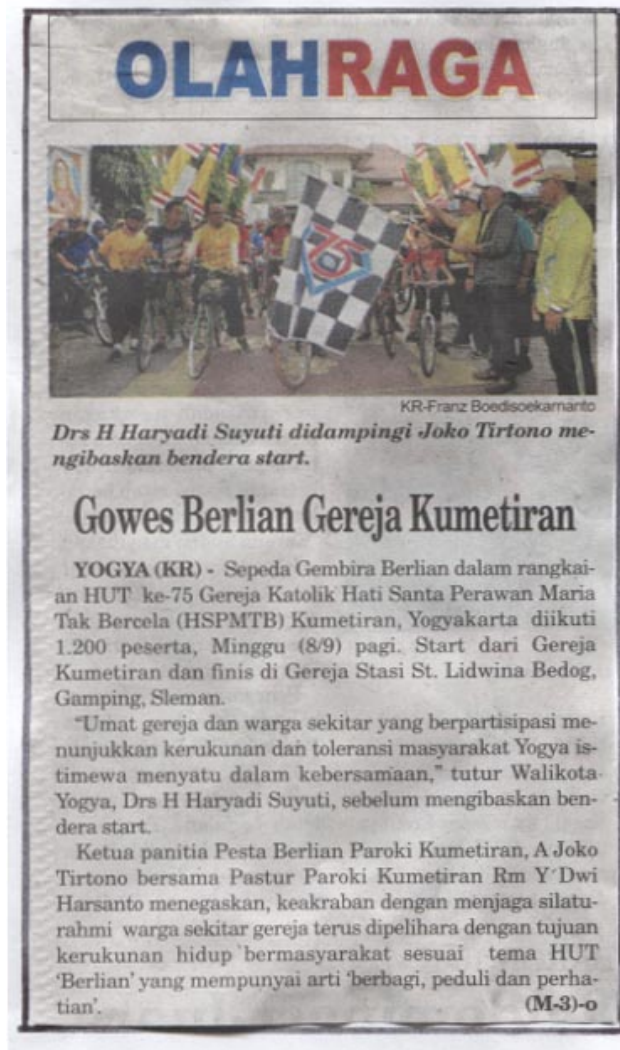 OLAHRAGA
75
KR-Franz Boedisoekarnanto
Drs H Haryadi Suyuti didampingi Joko Tirtono me-
ngibaskan bendera start.
Gowes Berlian Gereja Kumetiran
YOGYA (KR) - Sepeda Gembira Berlian dalam rangkai-
an HUT ke-75 Gereja Katolik Hati Santa Perawan Maria
Tak Bercela (HSPMTB) Kumetiran, Yogyakarta diikuti
1.200 peserta, Minggu (8/9) pagi. Start dari Gereja
Kumetiran dan finis di Gereja Stasi St. Lidwina Bedog,
Gamping, Sleman.
"Umat gereja dan warga sekitar yang berpartisipasi me-
nunjukkan kerukunan dan toleransi masyarakat Yogya is-
timewa menyatu dalam kebersamaan," tutur Walikota
Yogya, Drs H Haryadi Suyuti, sebelum mengibaskan ben-
dera start.
Ketua panitia Pesta Berlian Paroki Kumetiran, A Joko
Tirtono bersama Pastur Paroki Kumetiran Rm Y Dwi
Harsanto menegaskan, keakraban dengan menjaga silatu-
rahmi warga sekitar gereja terus dipelihara dengan tujuan
kerukunan hidup bermasyarakat sesuai tema HUT
'Berlian' yang mempunyai arti 'berbagi, peduli dan perha-
tian'. (M-3)-o